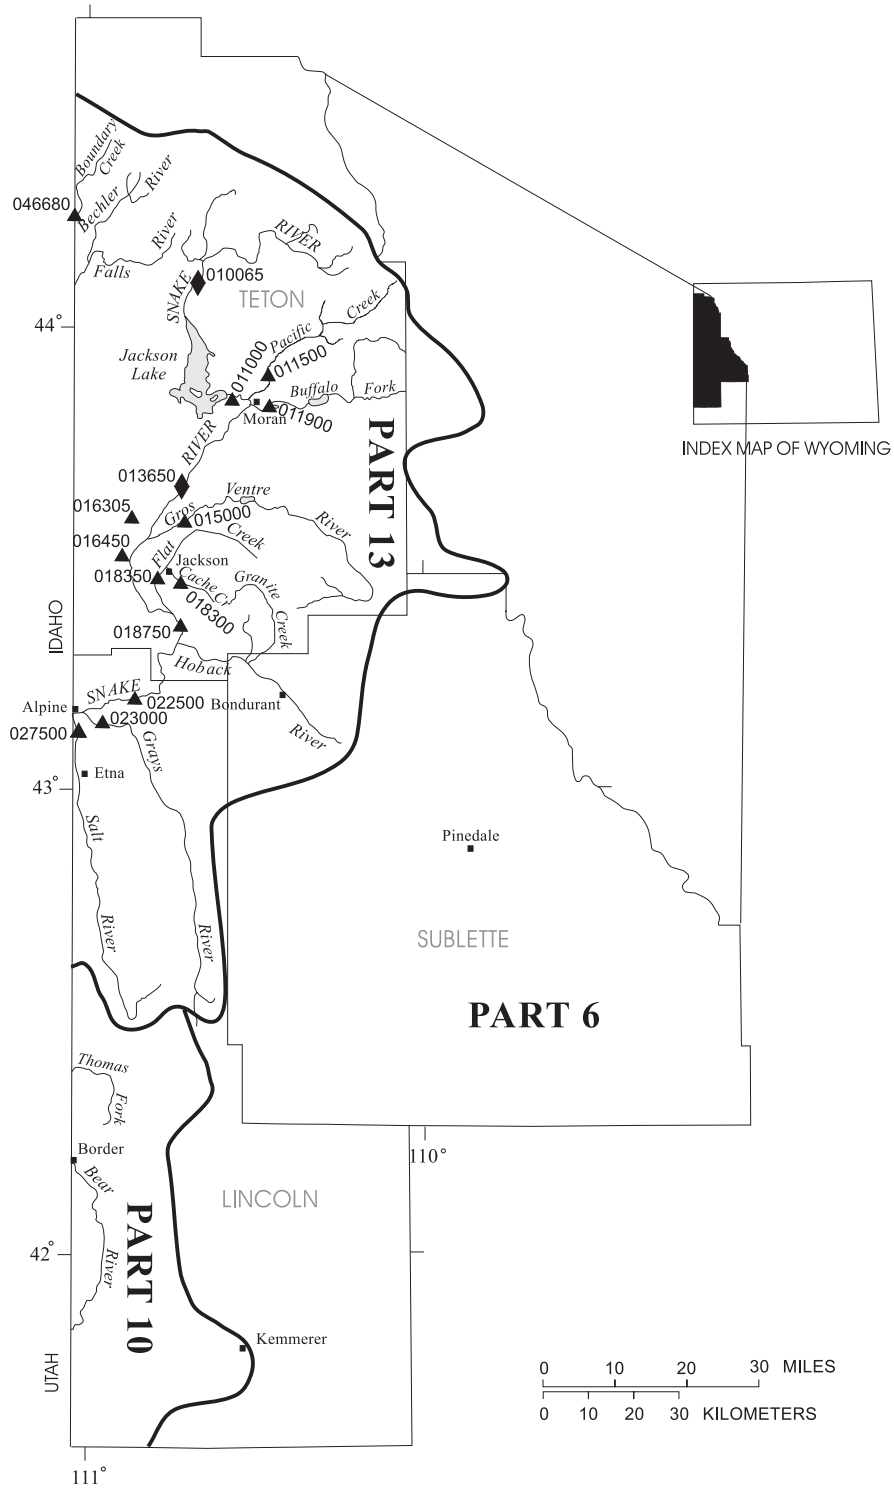 Boundary
Creek
Bechler
River
046680
River
Falls
RIVER
SNAKE
010065
TETON
44°
Pacific
Creek
Jackson
Lake
011000
011500
Buffalo
Fork
Moran
011900
RIVER
PART 13
INDEX MAP OF WYOMING
013650
016305
Gros
Ventre
River
015000
016450
Flat
Creek
Jackson
018350
Cache Cr
Granite
Creek
018300
IDAHO
018750
Hoback
River
SNAKE
Alpine
022500
Bondurant
023000
027500
Grays
River
Etna
43°
Salt
River
Pinedale
SUBLETTE
PART 6
Thomas
Fork
Border
110°
Bear
River
LINCOLN
PART 10
42°
Kemmerer
UTAH
0 10 20 30 MILES
0 10 20 30 KILOMETERS
111°